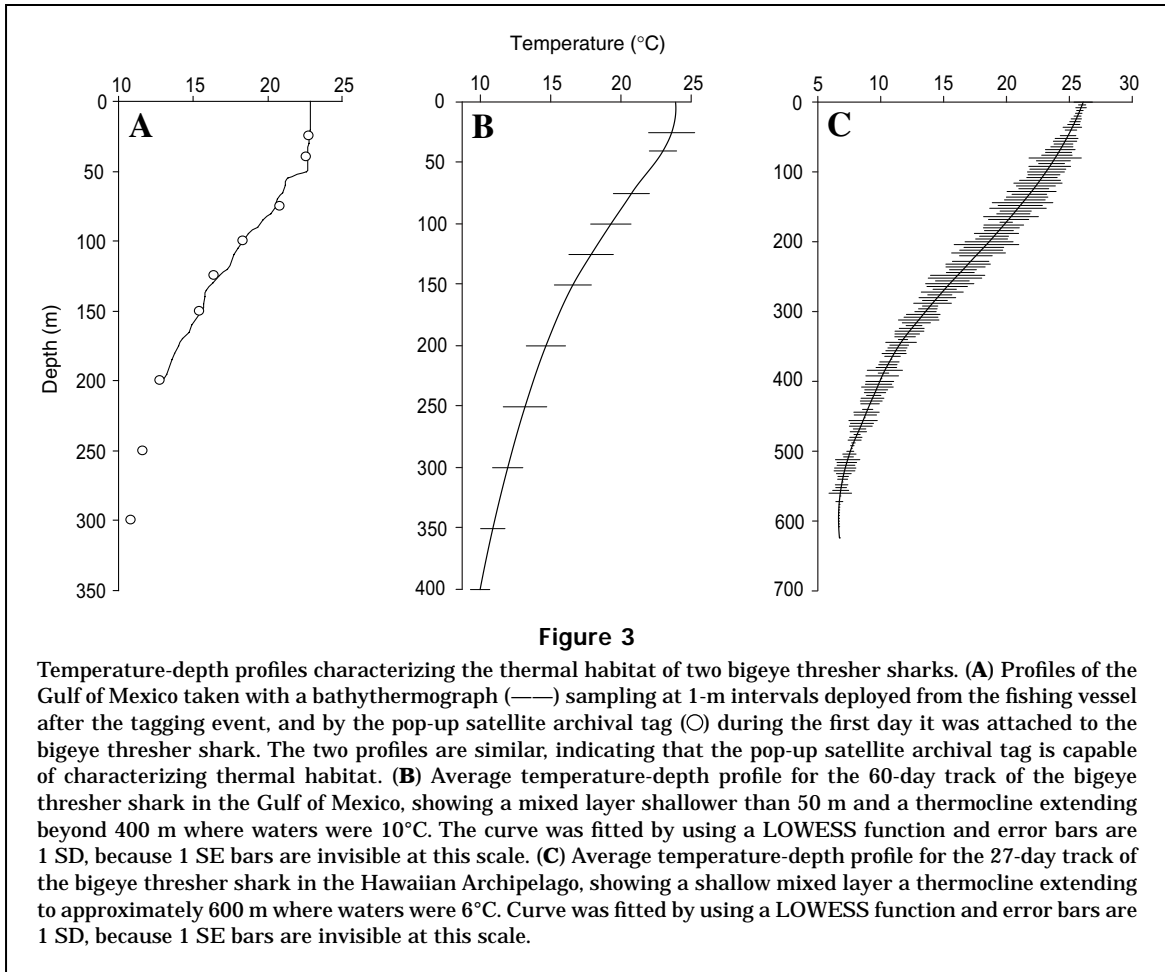 Temperature (°C)
10 15 20 25
10 15 20 25
5 10 15 20 25 30
A
B
C
Depth (m)
0
50
100
150
200
250
300
350
0
50
100
150
200
250
300
350
400
0
100
200
300
400
500
600
700
Figure 3
Temperature-depth profiles characterizing the thermal habitat of two bigeye thresher sharks. (A) Profiles of the
Gulf of Mexico taken with a bathythermograph (——) sampling at 1-m intervals deployed from the fishing vessel
after the tagging event, and by the pop-up satellite archival tag (○) during the first day it was attached to the
bigeye thresher shark. The two profiles are similar, indicating that the pop-up satellite archival tag is capable
of characterizing thermal habitat. (B) Average temperature-depth profile for the 60-day track of the bigeye
thresher shark in the Gulf of Mexico, showing a mixed layer shallower than 50 m and a thermocline extending
beyond 400 m where waters were 10°C. The curve was fitted by using a LOWESS function and error bars are
1 SD, because 1 SE bars are invisible at this scale. (C) Average temperature-depth profile for the 27-day track of
the bigeye thresher shark in the Hawaiian Archipelago, showing a shallow mixed layer a thermocline extending
to approximately 600 m where waters were 6°C. Curve was fitted by using a LOWESS function and error bars are
1 SD, because 1 SE bars are invisible at this scale.